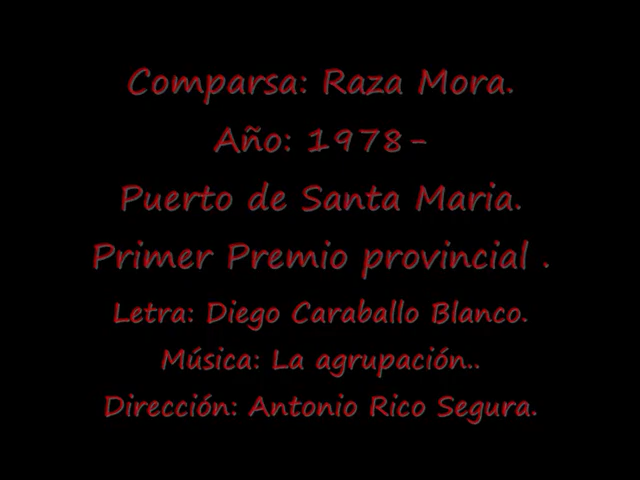 Comparsa: Raza Mora.
Año: 1978-
Puerto de Santa Maria.
Primer Premio provincial .
Letra: Diego Caraballo Blanco.
Música: La agrupación..
Dirección: Antonio Rico Segura.